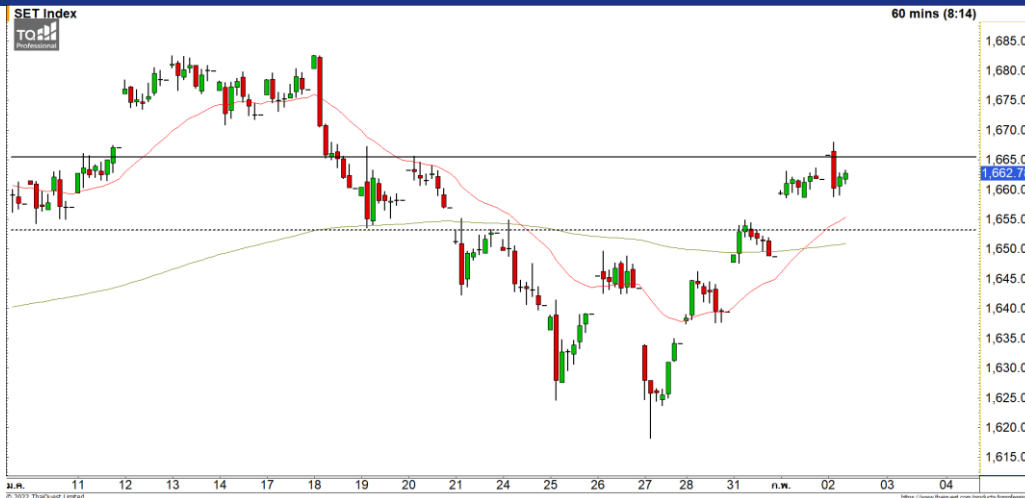 SET Index
60 mins (8:14)
TQ
Professional
1,685.0
1,680.0
1,675.0
1,670.0
1,665.0
1,662.78
1,660.0
1,655.0
1,650.0
1,645.0
1,640.0
1,635.0
1,630.0
1,625.0
1,620.0
1,615.0
ม.ค. 11 12 13 14 17 18 19 20 21 24 25 26 27 28 31 ก.พ. 02 03 04
© 2022 ThaiQuest Limited